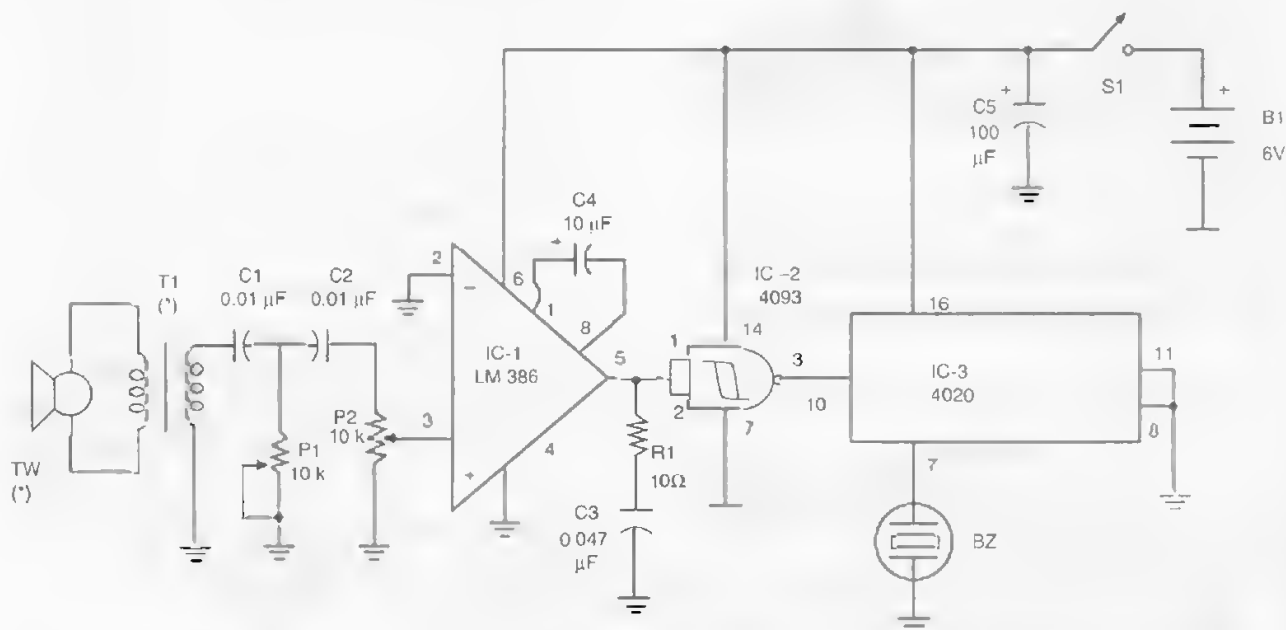 TW
(*)
T1
(*)
C1
0.01 µF
C2
0.01 µF
P1
10 k
P2
10 k
2
3
−
+
IC-1
LM 386
6
1
8
5
4
C4
+
10 µF
R1
10Ω
C3
0.047
µF
IC -2
4093
1
2
14
7
3
10
16
IC-3
4020
11
8
7
BZ
+
C5
100
µF
S1
+
B1
6V